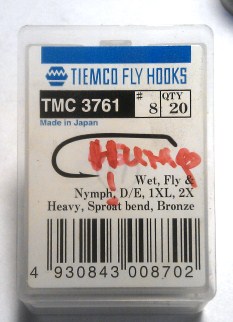 TIEMCO FLY HOOKS
TMC 3761 # 8 QTY 20
Made in Japan
Wet, Fly &
Nymph, D/E, 1XL, 2X
Heavy, Sproat bend, Bronze
4 930843 008702